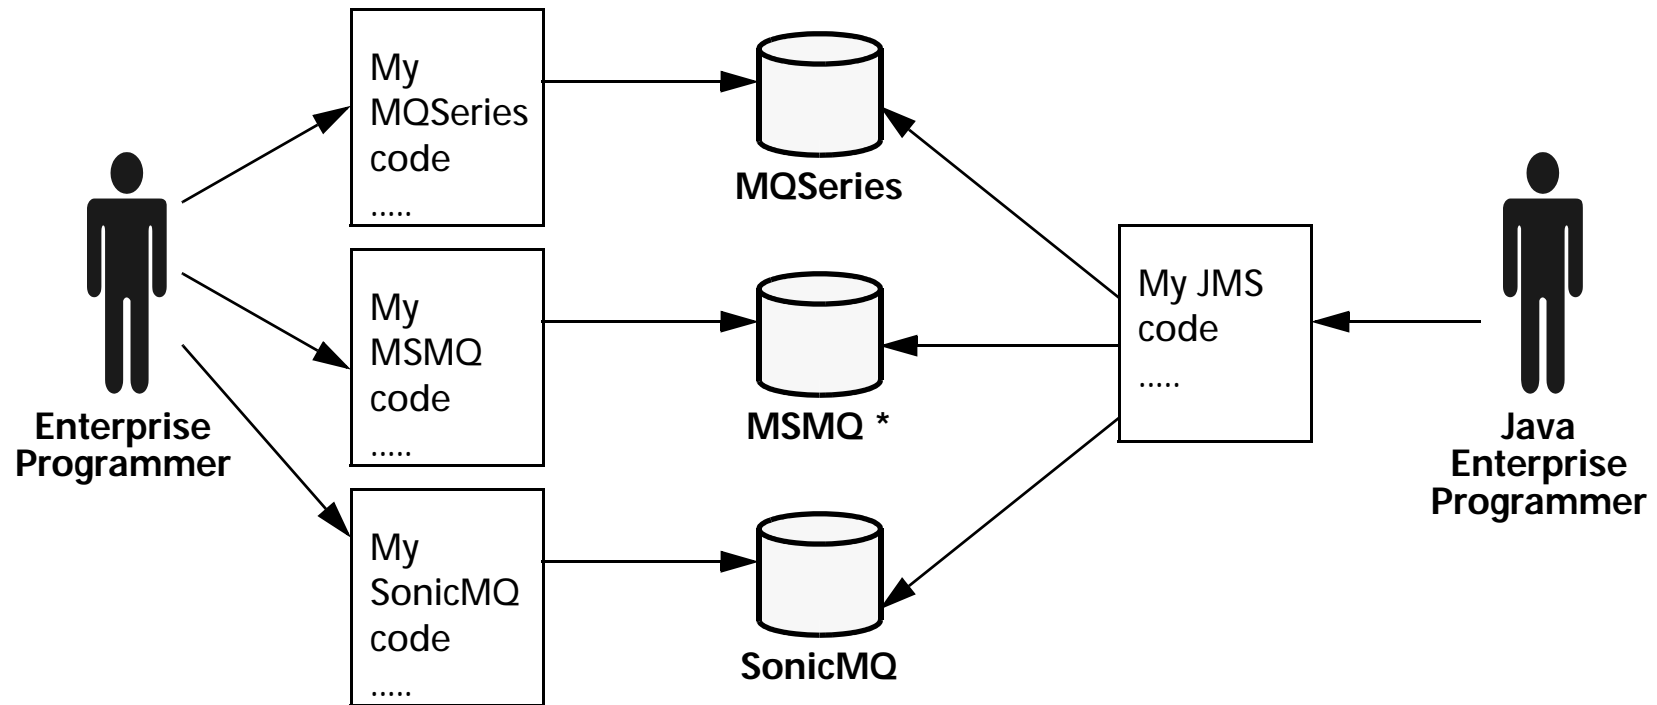 My
MQSeries
code
.....
MQSeries
My
MSMQ
code
.....
MSMQ *
My
SonicMQ
code
.....
SonicMQ
My JMS
code
.....
Enterprise
Programmer
Java
Enterprise
Programmer